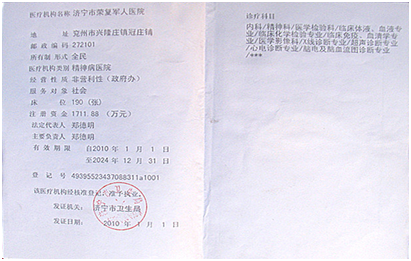 医疗机构名称 济宁市荣复军人医院
地 址 兖州市兴隆庄镇冠庄铺
邮政编码 272101
所有制形式 全民
医疗机构类别 精神病医院
经营性质 非营利性(政府办)
服务对象 社会
床 位 190 (张)
注册资金 1711.88 (万元)
法定代表人 郑德明
主要负责人 郑德明
有效期限 自2010 年 1 月 1 日
至2024 年 12 月 31 日
登记号 49395523437088311a1001
该医疗机构经核准登记,准予执业。
发证机关: 济宁市卫生局
发证日期: 2010 年 1 月 1 日
诊疗科目
内科/精神科/医学检验科/临床体液、血液专
业/临床化学检验专业/临床免疫、血清学专
业/医学影像科/X线诊断专业/超声诊断专业
/心电诊断专业/脑电及脑血流图诊断专业
/***